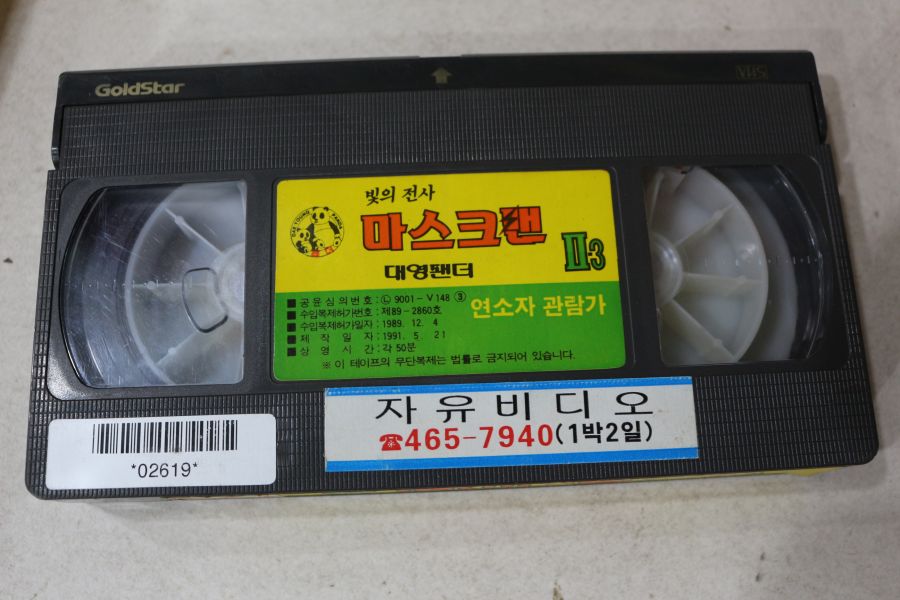 GoldStar
VHS
빛의 전사
마스크맨
II-3
DAE YOUNG PANDA
대영팬더
■ 공윤심의번호 : Ⓛ 9001-V148 ③
■ 수입복제허가번호 : 제89-2860호
■ 수입복제허가일자 : 1989. 12. 4
■ 제작일자 : 1991. 5. 21
■ 상영시간 : 각 50분
연소자 관람가
※ 이 테이프의 무단복제는 법률로 금지되어 있습니다.
자유비디오
☎465-7940(1박2일)
*02619*